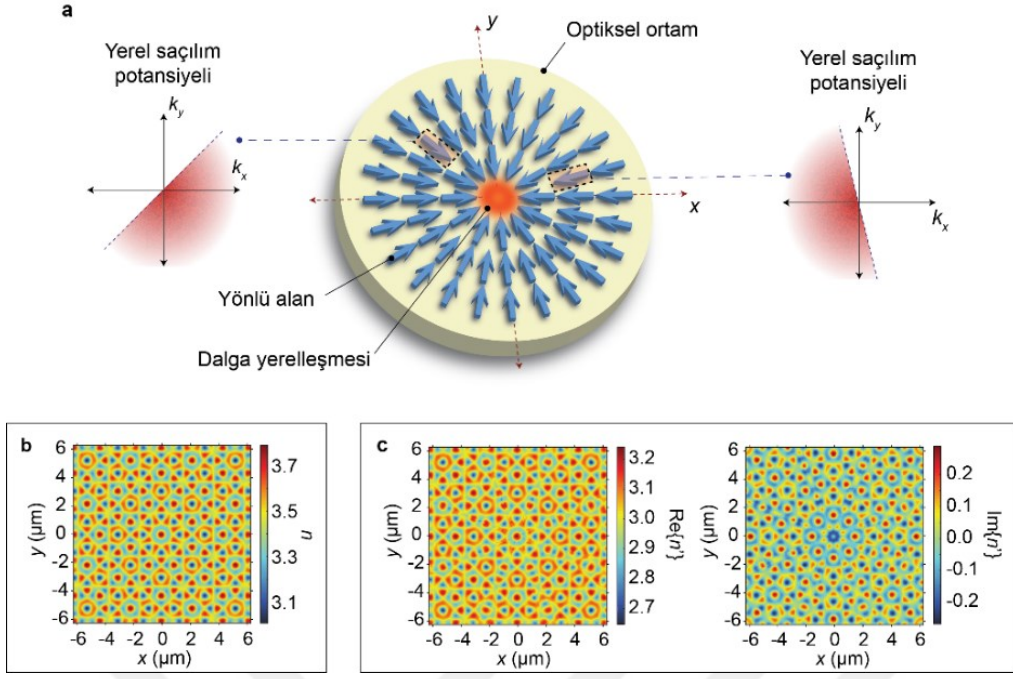 a
Yerel saçılım
potansiyeli
k_y
k_x
y
Optiksel ortam
x
Yönlü alan
Dalga yerelleşmesi
Yerel saçılım
potansiyeli
k_y
k_x
b
6
4
2
0
-2
-4
-6
y (µm)
-6 -4 -2 0 2 4 6
x (µm)
3.7
3.5
3.3
3.1
n
c
6
4
2
0
-2
-4
-6
y (µm)
-6 -4 -2 0 2 4 6
x (µm)
3.2
3.1
3.0
2.9
2.8
2.7
Re{n'}
6
4
2
0
-2
-4
-6
y (µm)
-6 -4 -2 0 2 4 6
x (µm)
0.2
0.1
0.0
-0.1
-0.2
Im{n'}